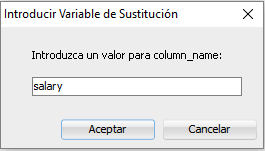 Introducir Variable de Sustitución
Introduzca un valor para column_name:
salary
Aceptar
Cancelar